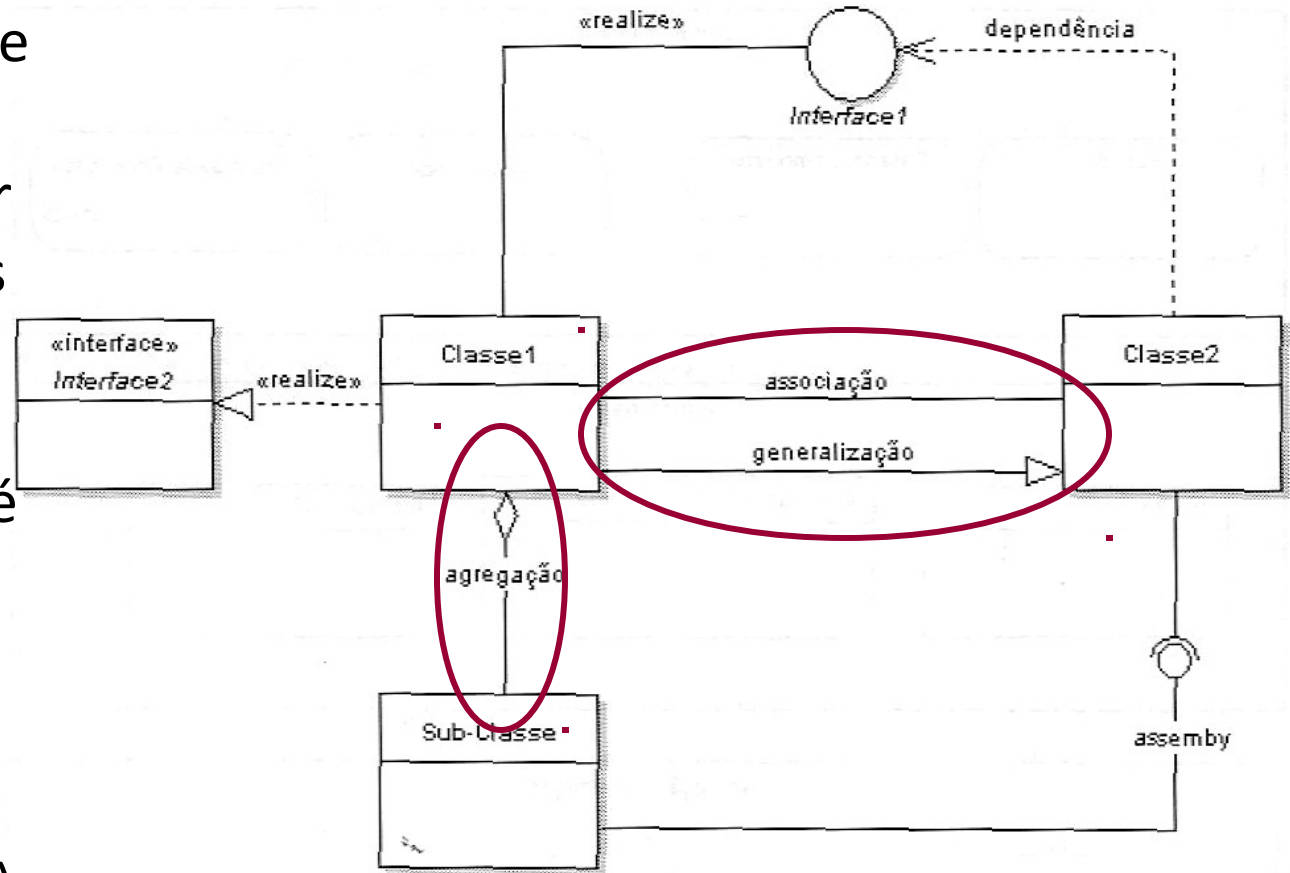 «realize»
dependência
e
Interface1
r
s
«interface»
Interface2
«realize»
Classe1
associação
generalização
Classe2
é
agregação
Sub-Classe
assemby